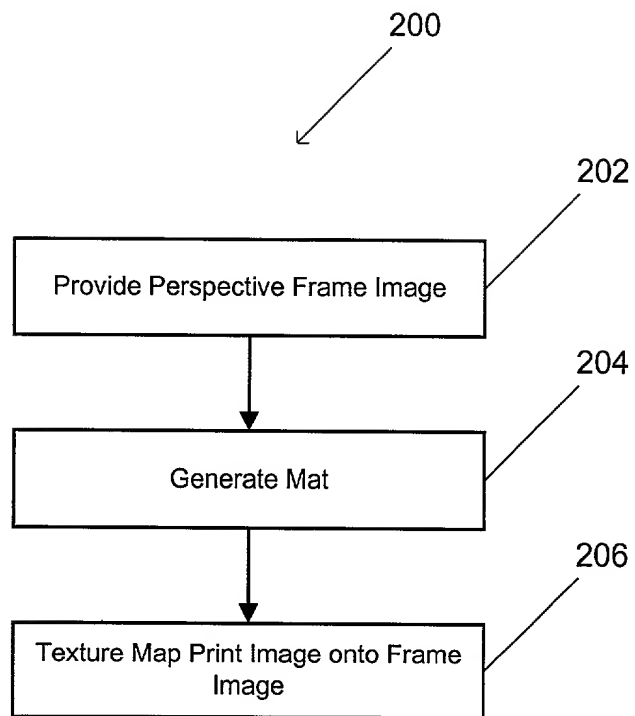 200
202
Provide Perspective Frame Image
204
Generate Mat
206
Texture Map Print Image onto Frame
Image